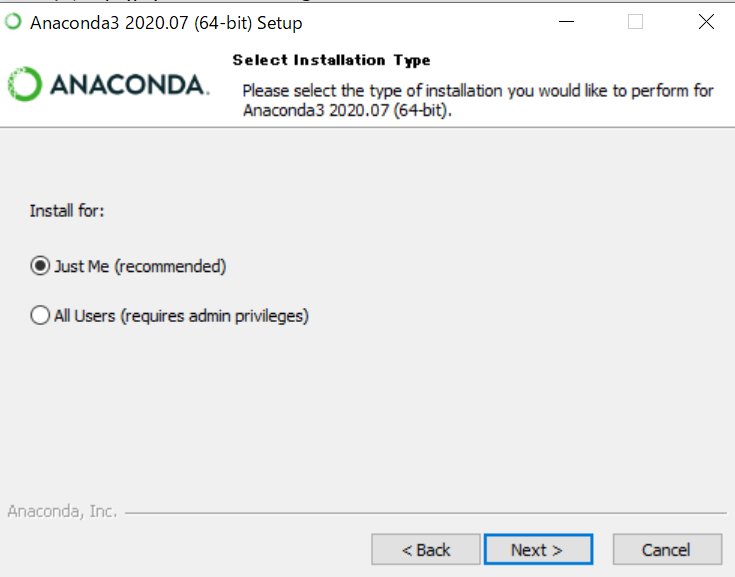 Anaconda3 2020.07 (64-bit) Setup
ANACONDA.
Select Installation Type
Please select the type of installation you would like to perform for
Anaconda3 2020.07 (64-bit).
Install for:
Just Me (recommended)
All Users (requires admin privileges)
Anaconda, Inc.
< Back
Next >
Cancel